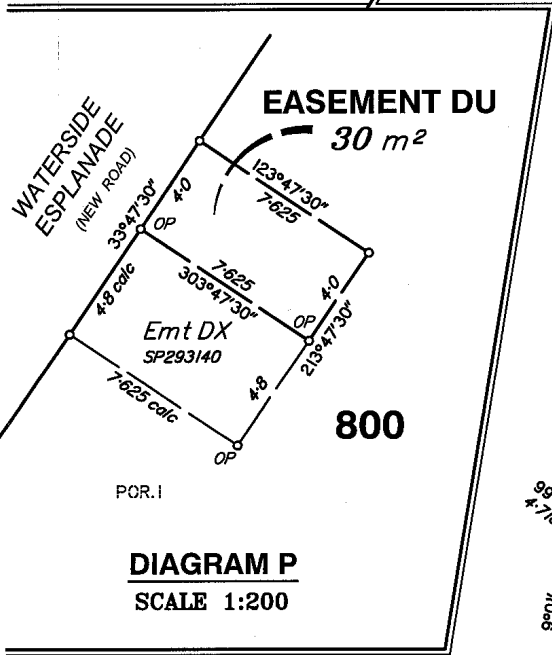 EASEMENT DU
30 m²
WATERSIDE
ESPLANADE
(NEW ROAD)
33°47'30"
4·0
123°47'30"
7·625
OP
4·8 calc
7·625
303°47'30"
4·0
OP
213°47'30"
Emt DX
SP293140
4·8
7·625 calc
OP
800
POR.1
DIAGRAM P
SCALE 1:200
99